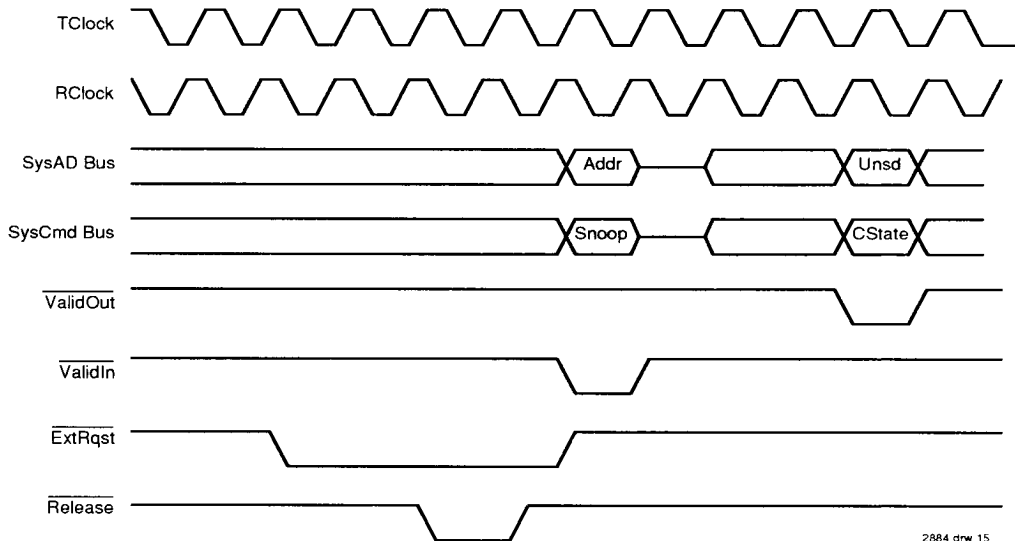 TClock
RClock
SysAD Bus Addr Unsd
SysCmd Bus Snoop CState
ValidOut
ValidIn
ExtRqst
Release
2884 drw 15